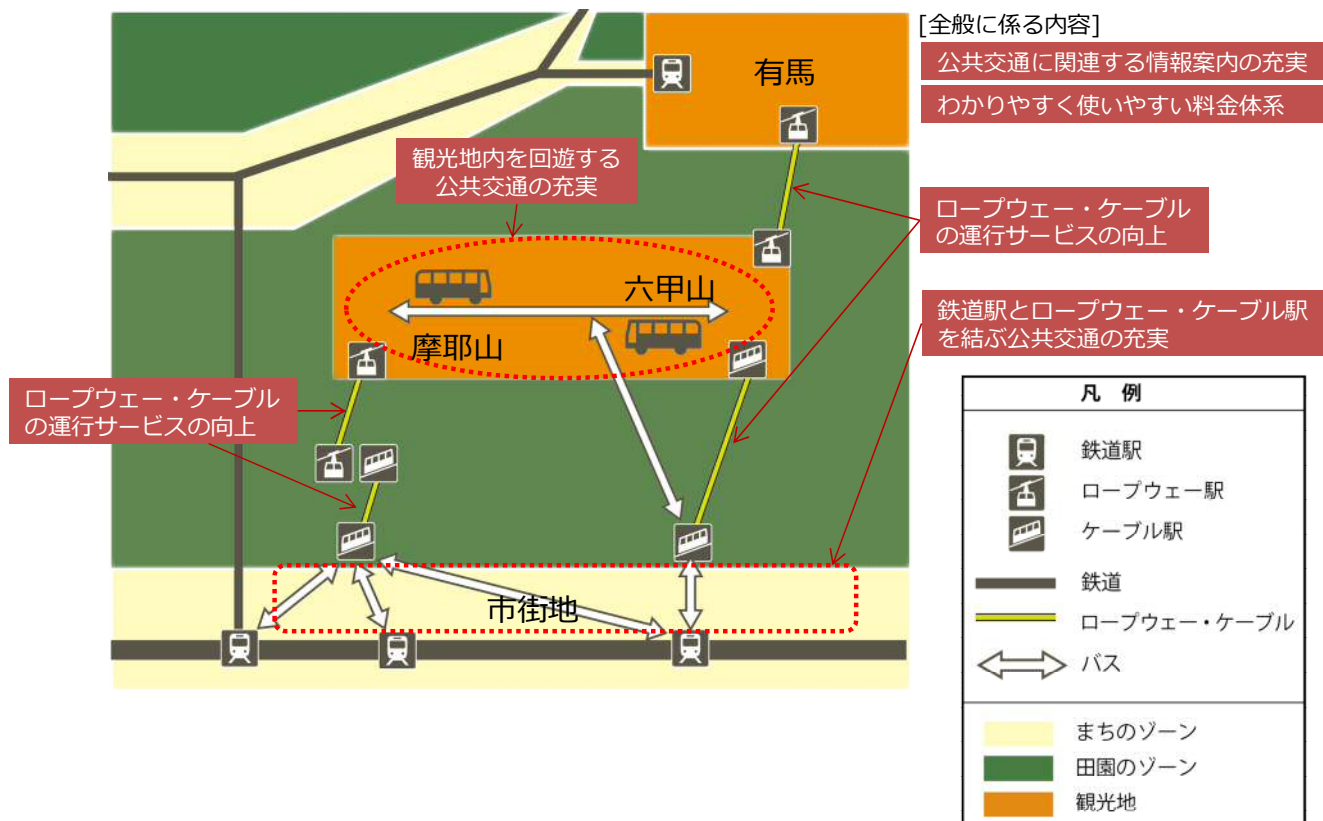 [全般に係る内容]
公共交通に関連する情報案内の充実
わかりやすく使いやすい料金体系
有馬
観光地内を回遊する
公共交通の充実
ロープウェー・ケーブル
の運行サービスの向上
六甲山
摩耶山
鉄道駅とロープウェー・ケーブル駅
を結ぶ公共交通の充実
ロープウェー・ケーブル
の運行サービスの向上
市街地
凡 例
鉄道駅
ロープウェー駅
ケーブル駅
鉄道
ロープウェー・ケーブル
バス
まちのゾーン
田園のゾーン
観光地